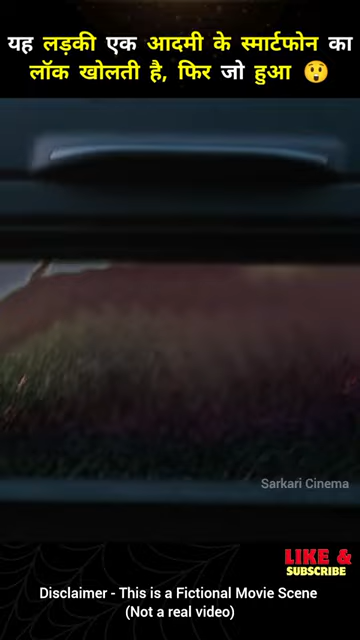 यह लड़की एक आदमी के स्मार्टफोन का
लॉक खोलती है, फिर जो हुआ 😲
Sarkari Cinema
LIKE &
SUBSCRIBE
Disclaimer - This is a Fictional Movie Scene
(Not a real video)